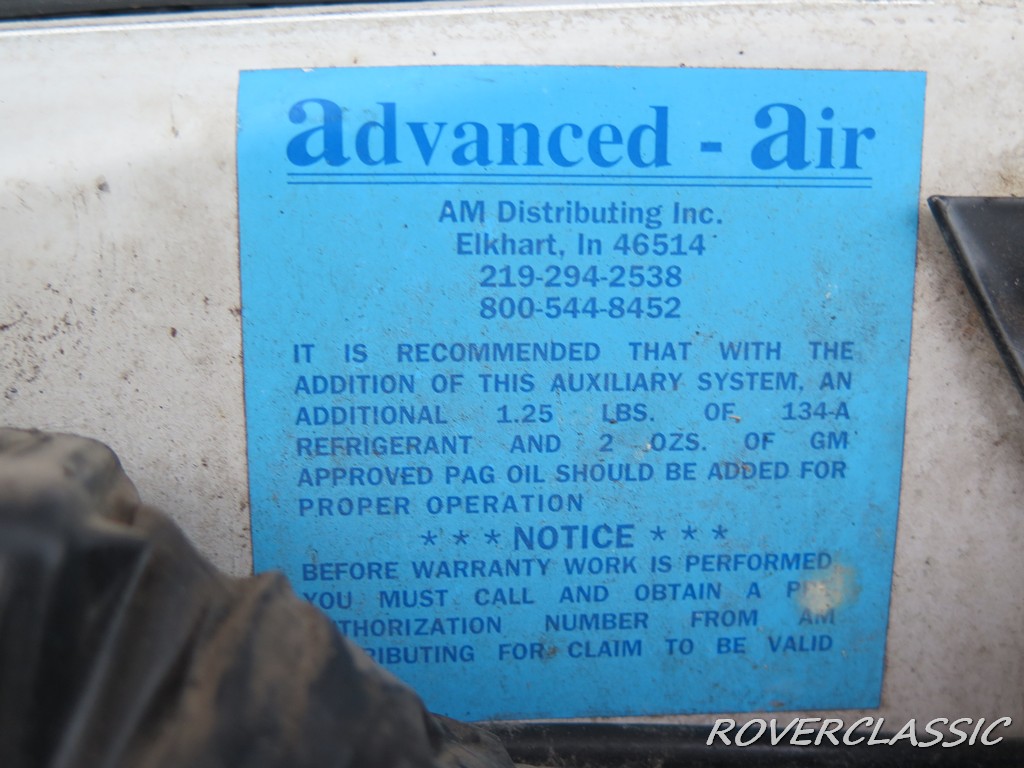 advanced - air
AM Distributing Inc.
Elkhart, In 46514
219-294-2538
800-544-8452
IT IS RECOMMENDED THAT WITH THE
ADDITION OF THIS AUXILIARY SYSTEM, AN
ADDITIONAL 1.25 LBS. OF 134-A
REFRIGERANT AND 2 OZS. OF GM
APPROVED PAG OIL SHOULD BE ADDED FOR
PROPER OPERATION
* * * NOTICE * * *
BEFORE WARRANTY WORK IS PERFORMED
YOU MUST CALL AND OBTAIN A
NUMBER FROM AM
FOR CLAIM TO BE VALID
ROVERCLASSIC